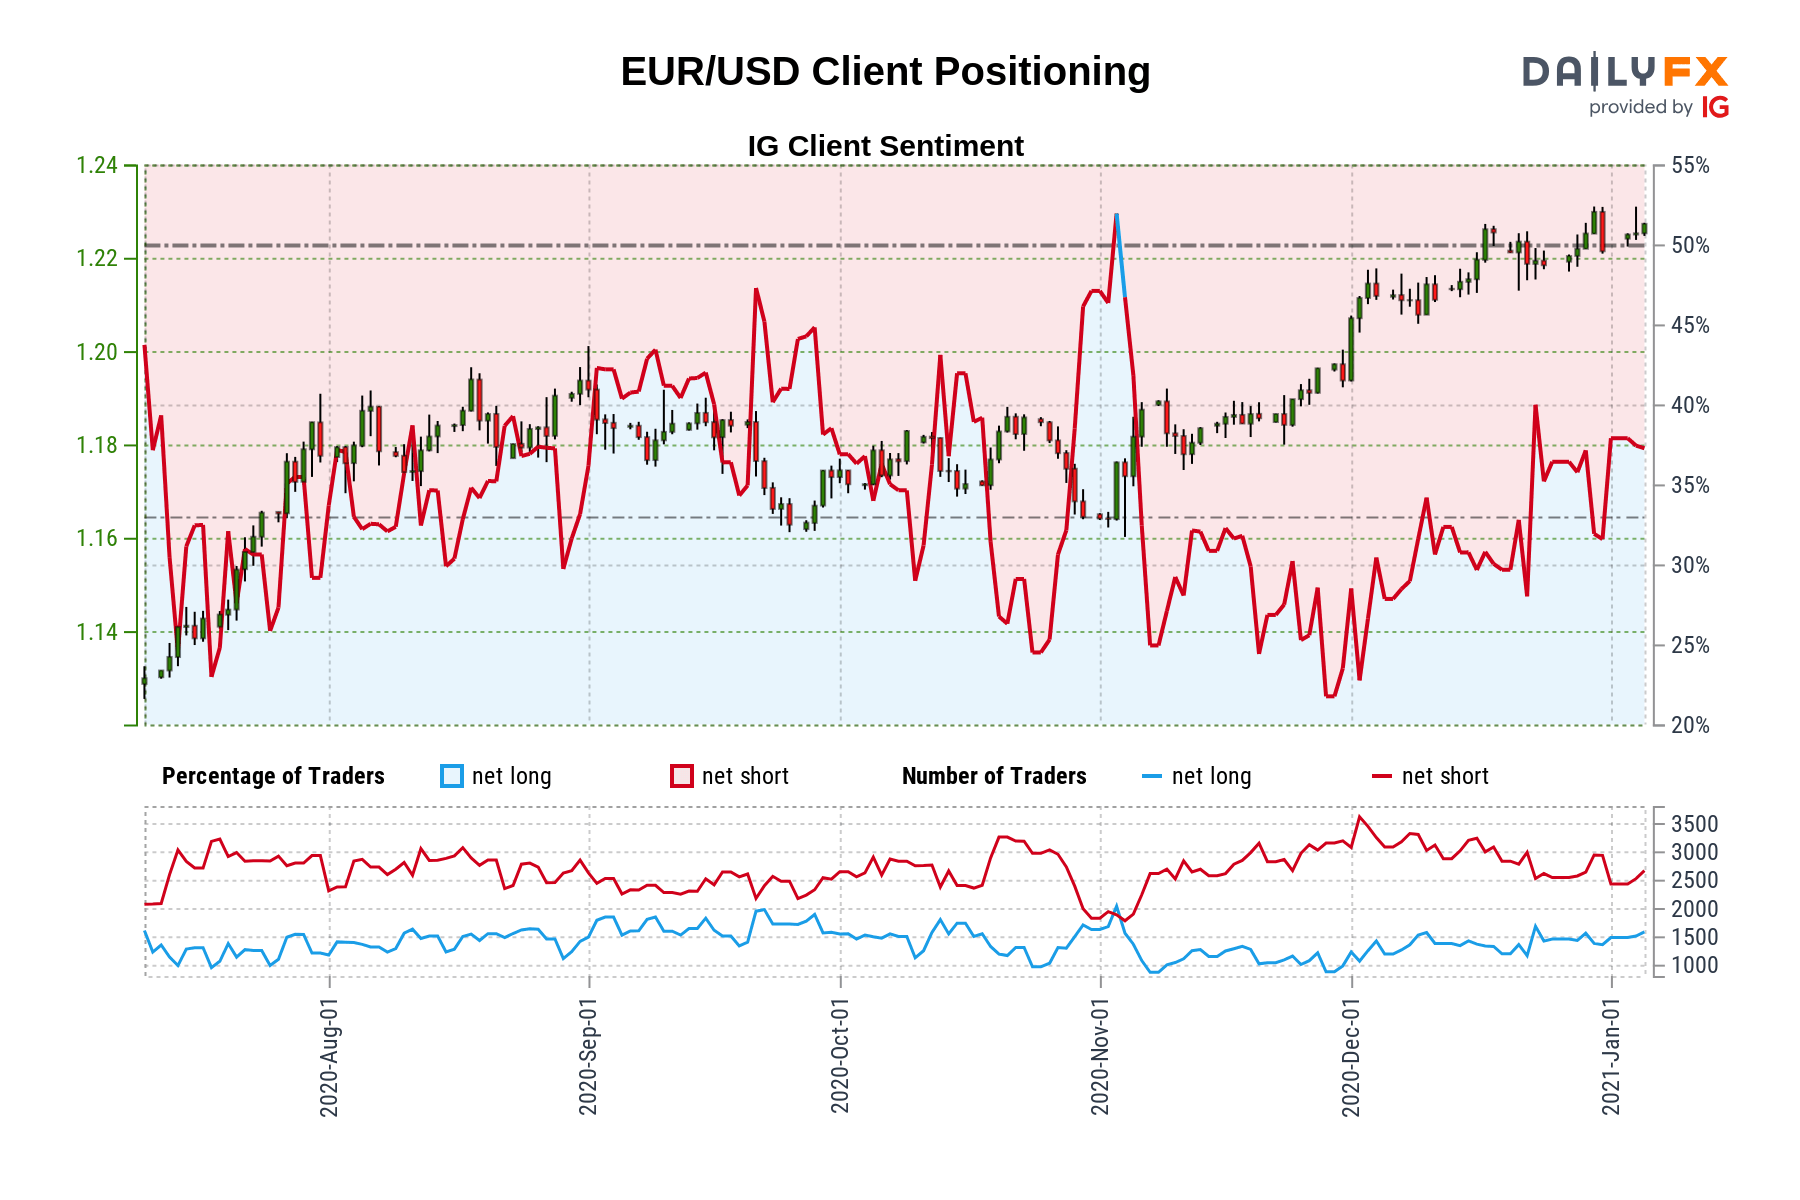 EUR/USD Client Positioning
DAILYFX
provided by IG
IG Client Sentiment
1.24
1.22
1.20
1.18
1.16
1.14
55%
50%
45%
40%
35%
30%
25%
20%
Percentage of Traders net long net short Number of Traders net long net short
3500
3000
2500
2000
1500
1000
2020-Aug-01
2020-Sep-01
2020-Oct-01
2020-Nov-01
2020-Dec-01
2021-Jan-01